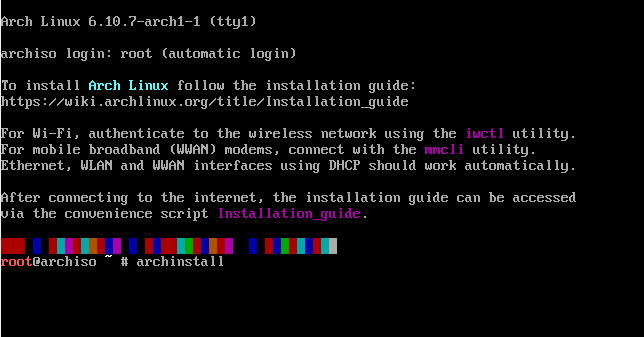 Arch Linux 6.10.7-arch1-1 (tty1)
archiso login: root (automatic login)
To install Arch Linux follow the installation guide:
https://wiki.archlinux.org/title/Installation_guide
For Wi-Fi, authenticate to the wireless network using the iwctl utility.
For mobile broadband (WWAN) modems, connect with the mmcli utility.
Ethernet, WLAN and WWAN interfaces using DHCP should work automatically.
After connecting to the internet, the installation guide can be accessed
via the convenience script Installation_guide.
root@archiso ~ # archinstall